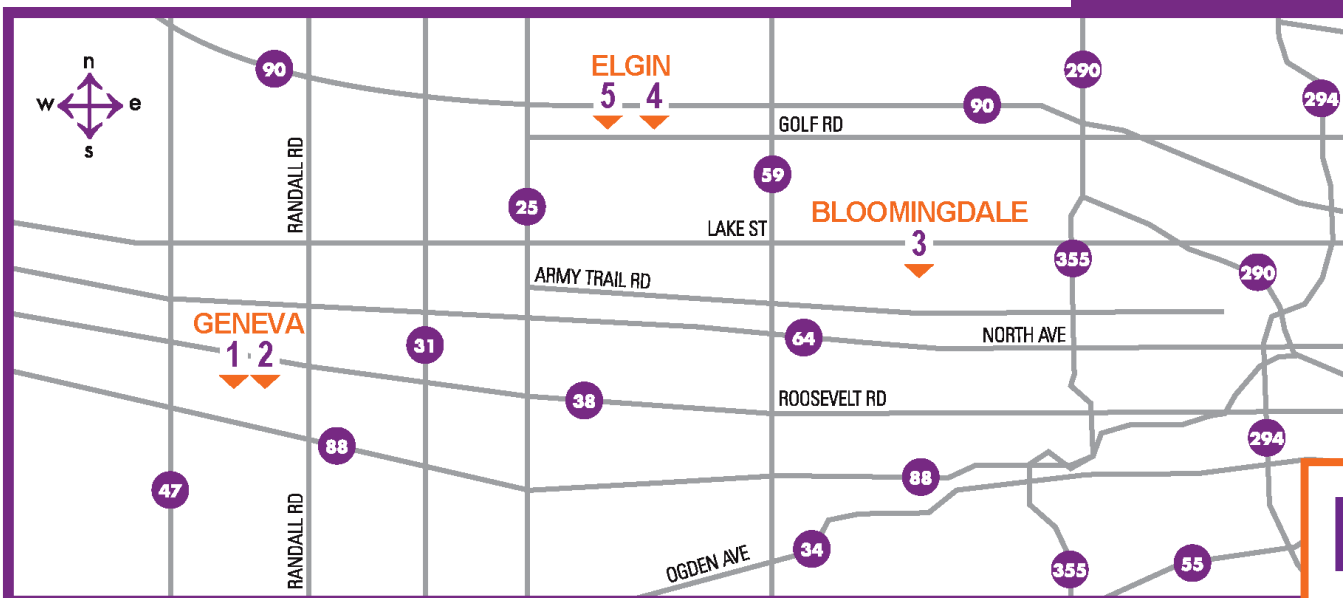 n
w e
s
90
ELGIN
5 4
290
90
294
GOLF RD
RANDALL RD
59
25
BLOOMINGDALE
3
LAKE ST
355
290
ARMY TRAIL RD
GENEVA
1 2
31
64
NORTH AVE
38
ROOSEVELT RD
88
294
88
47
RANDALL RD
34
OGDEN AVE
355
55